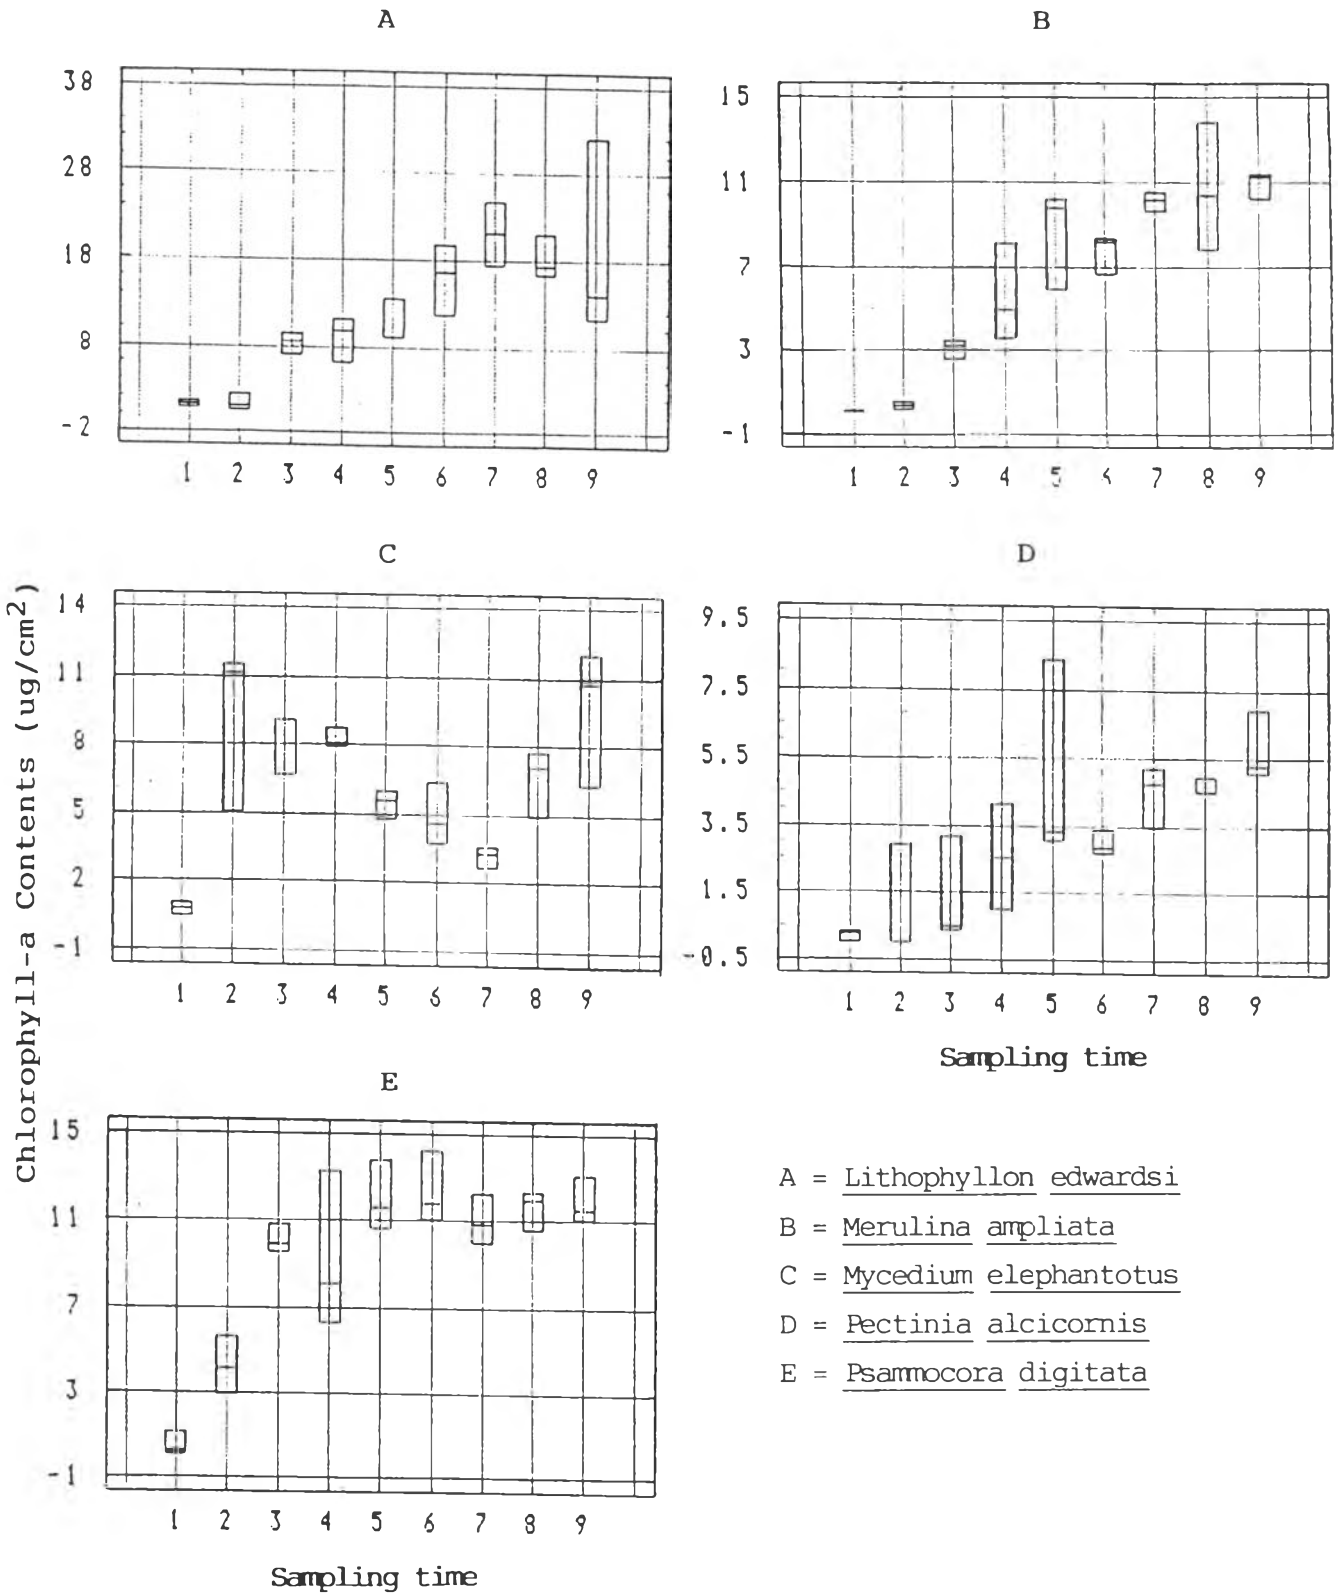 A
38
28
18
8
-2
1 2 3 4 5 6 7 8 9
B
15
11
7
3
-1
1 2 3 4 5 6 7 8 9
Chlorophyll-a Contents (ug/cm²)
C
14
11
8
5
2
-1
1 2 3 4 5 6 7 8 9
D
9.5
7.5
5.5
3.5
1.5
-0.5
1 2 3 4 5 6 7 8 9
Sampling time
E
15
11
7
3
-1
1 2 3 4 5 6 7 8 9
Sampling time
A = Lithophyllon edwardsi
B = Merulina ampliata
C = Mycedium elephantotus
D = Pectinia alcicornis
E = Psammocora digitata